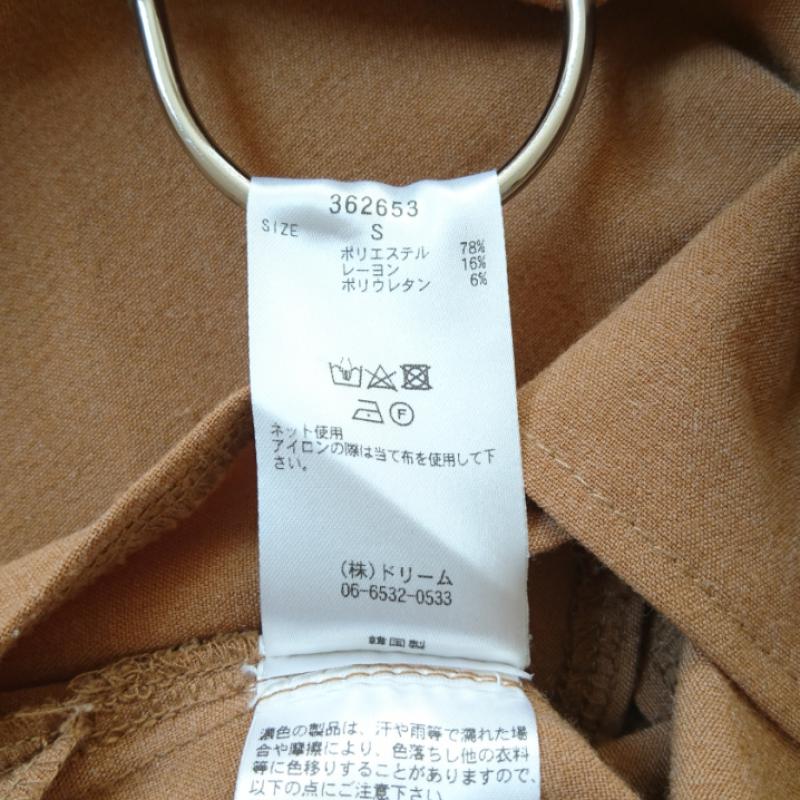 362653
SIZE S
ポリエステル 78%
レーヨン 16%
ポリウレタン 6%
F
ネット使用
アイロンの際は当て布を使用して下
さい。
(株)ドリーム
06-6532-0533
韓国製
濃色の製品は、汗や雨等で濡れた場
合や摩擦により、色落ちし他の衣料
等に色移りすることがありますので、
以下の点にご注意下さい。